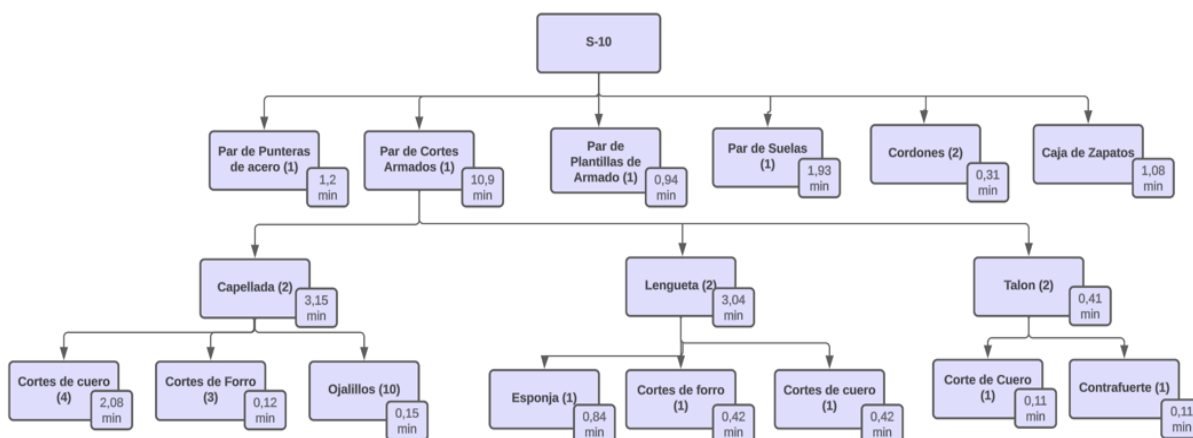 S-10
Par de Punteras
de acero (1)
1,2
min
Par de Cortes
Armados (1)
10,9
min
Par de
Plantillas de
Armado (1)
0,94
min
Par de Suelas
(1)
1,93
min
Cordones (2)
0,31
min
Caja de Zapatos
1,08
min
Capellada (2)
3,15
min
Lengueta (2)
3,04
min
Talon (2)
0,41
min
Cortes de cuero
(4)
2,08
min
Cortes de Forro
(3)
0,12
min
Ojalillos (10)
0,15
min
Esponja (1)
0,84
min
Cortes de forro
(1)
0,42
min
Cortes de cuero
(1)
0,42
min
Corte de Cuero
(1)
0,11
min
Contrafuerte (1)
0,11
min